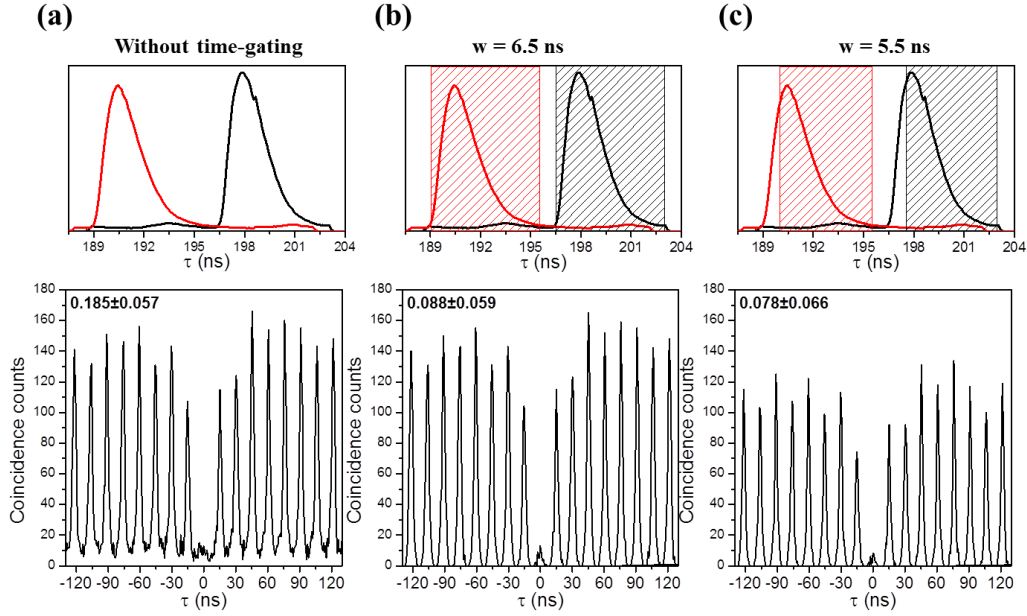 (a)
Without time-gating
189 192 195 198 201 204
τ (ns)
0.185±0.057
180
160
140
120
100
80
60
40
20
0
Coincidence counts
-120 -90 -60 -30 0 30 60 90 120
τ (ns)
(b)
w = 6.5 ns
189 192 195 198 201 204
τ (ns)
0.088±0.059
180
160
140
120
100
80
60
40
20
0
Coincidence counts
-120 -90 -60 -30 0 30 60 90 120
τ (ns)
(c)
w = 5.5 ns
189 192 195 198 201 204
τ (ns)
0.078±0.066
180
160
140
120
100
80
60
40
20
0
Coincidence counts
-120 -90 -60 -30 0 30 60 90 120
τ (ns)